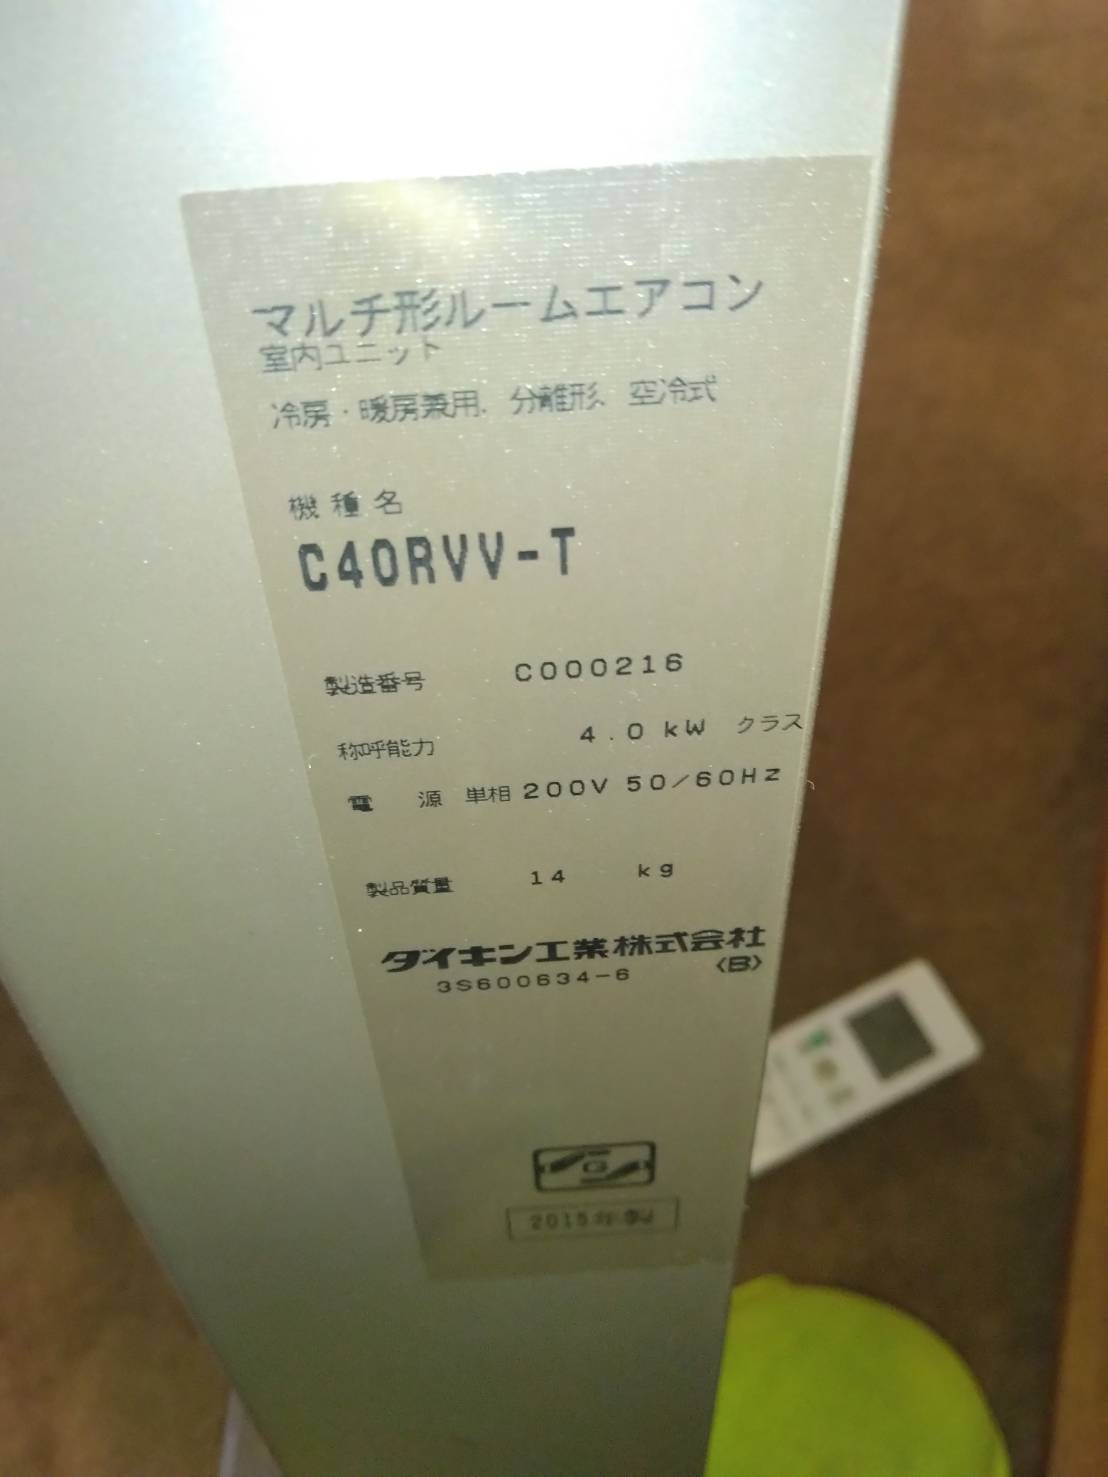 マルチ形ルームエアコン
室内ユニット
冷房・暖房兼用、分離形、空冷式
機種名
C40RVV-T
製造番号 C000216
称呼能力 4.0 kW クラス
電源 単相 200V 50/60Hz
製品質量 14 kg
ダイキン工業株式会社
3S600634-6 〈B〉
G
2015年